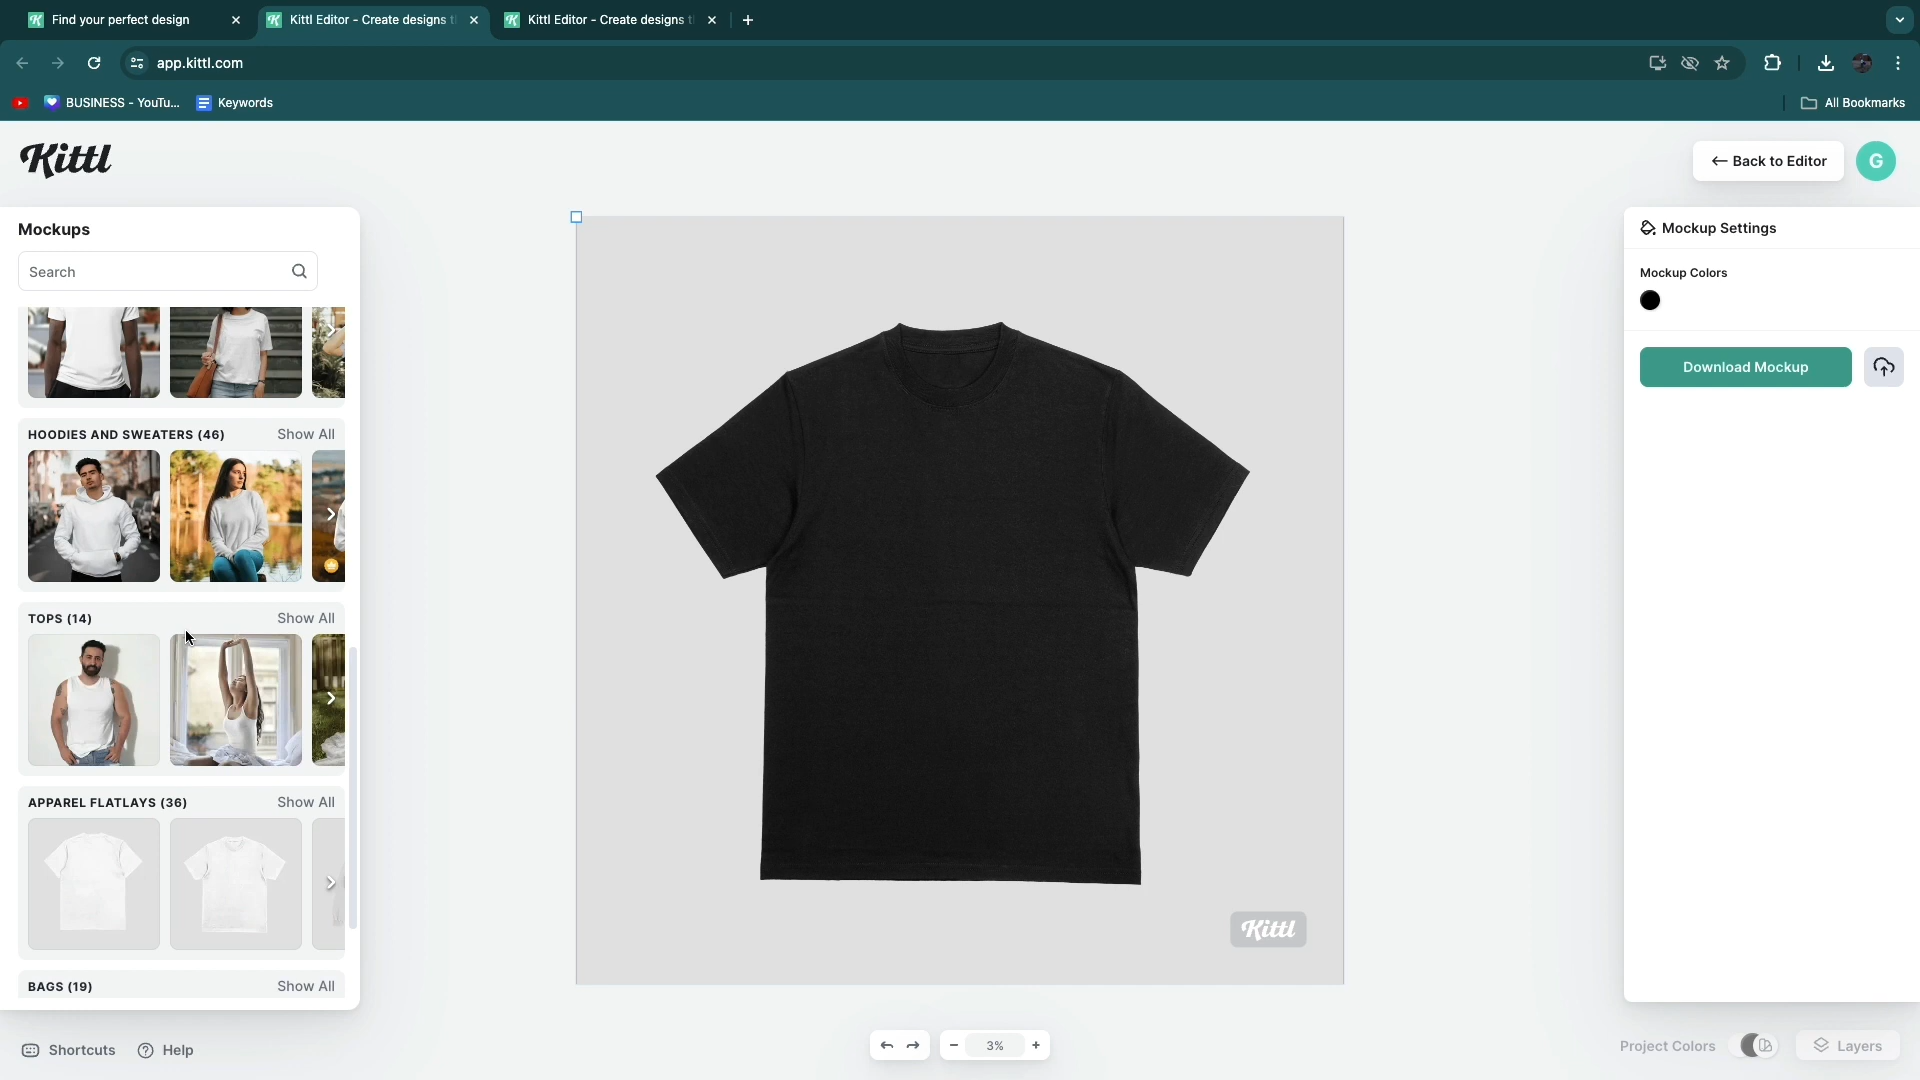 Find your perfect design
Kittl Editor - Create designs t
Kittl Editor - Create designs t
app.kittl.com
BUSINESS - YouTu...
Keywords
All Bookmarks
Kittl
← Back to Editor
G
Mockups
Search
HOODIES AND SWEATERS (46)
Show All
TOPS (14)
Show All
APPAREL FLATLAYS (36)
Show All
BAGS (19)
Show All
Kittl
Mockup Settings
Mockup Colors
Download Mockup
Shortcuts
Help
3%
Project Colors
Layers